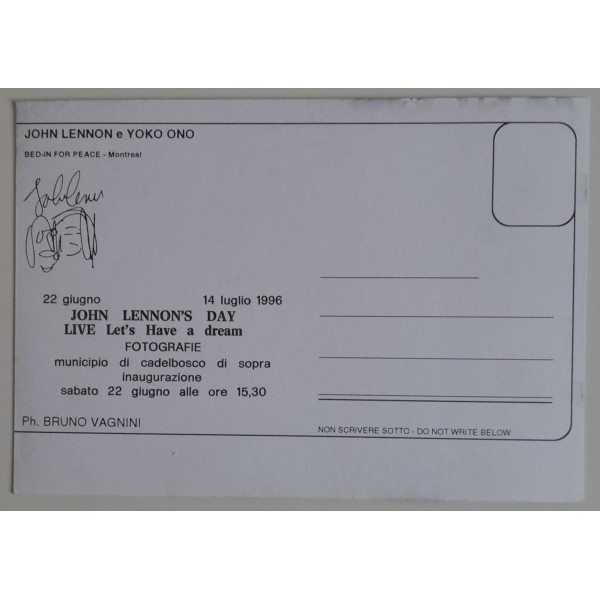 JOHN LENNON e YOKO ONO
BED-IN FOR PEACE - Montreal
John Lennon
22 giugno 14 luglio 1996
JOHN LENNON'S DAY
LIVE Let's Have a dream
FOTOGRAFIE
municipio di cadelbosco di sopra
inaugurazione
sabato 22 giugno alle ore 15,30
Ph. BRUNO VAGNINI
NON SCRIVERE SOTTO - DO NOT WRITE BELOW